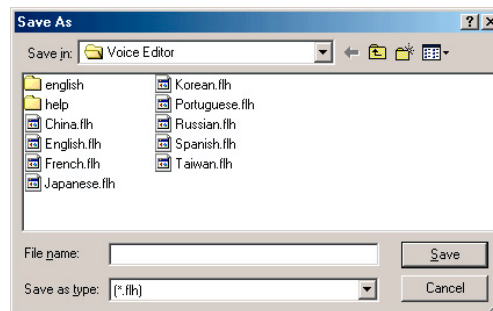 Save As
Save in: Voice Editor
english
help
China.flh
English.flh
French.flh
Japanese.flh
Korean.flh
Portuguese.flh
Russian.flh
Spanish.flh
Taiwan.flh
File name:
Save
Save as type: (*.flh)
Cancel